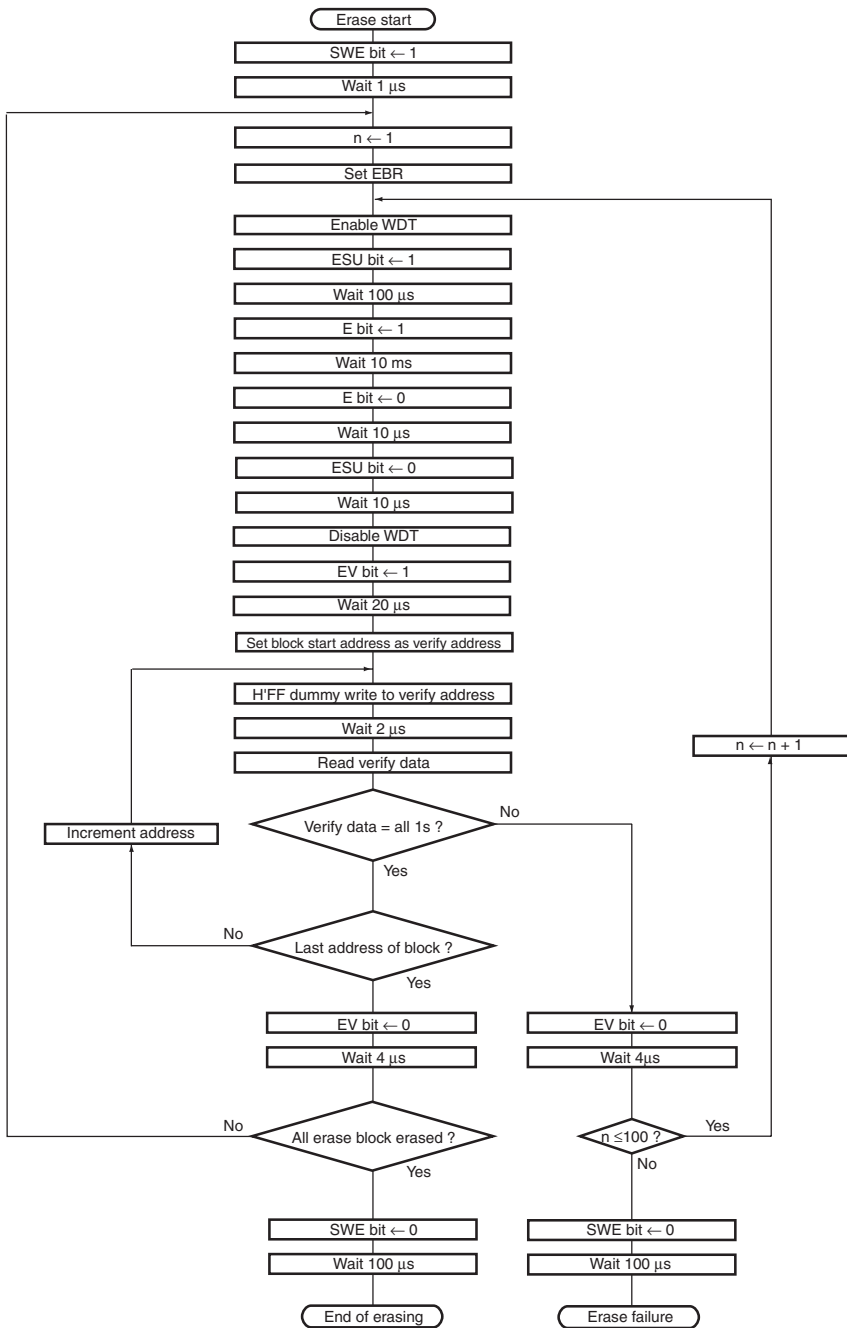 Erase start
SWE bit ← 1
Wait 1 μs
n ← 1
Set EBR
Enable WDT
ESU bit ← 1
Wait 100 μs
E bit ← 1
Wait 10 ms
E bit ← 0
Wait 10 μs
ESU bit ← 0
Wait 10 μs
Disable WDT
EV bit ← 1
Wait 20 μs
Set block start address as verify address
H'FF dummy write to verify address
Wait 2 μs
n ← n + 1
Read verify data
No
Verify data = all 1s ?
Increment address
Yes
No
Last address of block ?
Yes
EV bit ← 0
EV bit ← 0
Wait 4 μs
Wait 4μs
No
All erase block erased ?
n ≤100 ?
Yes
Yes
No
SWE bit ← 0
SWE bit ← 0
Wait 100 μs
Wait 100 μs
End of erasing
Erase failure